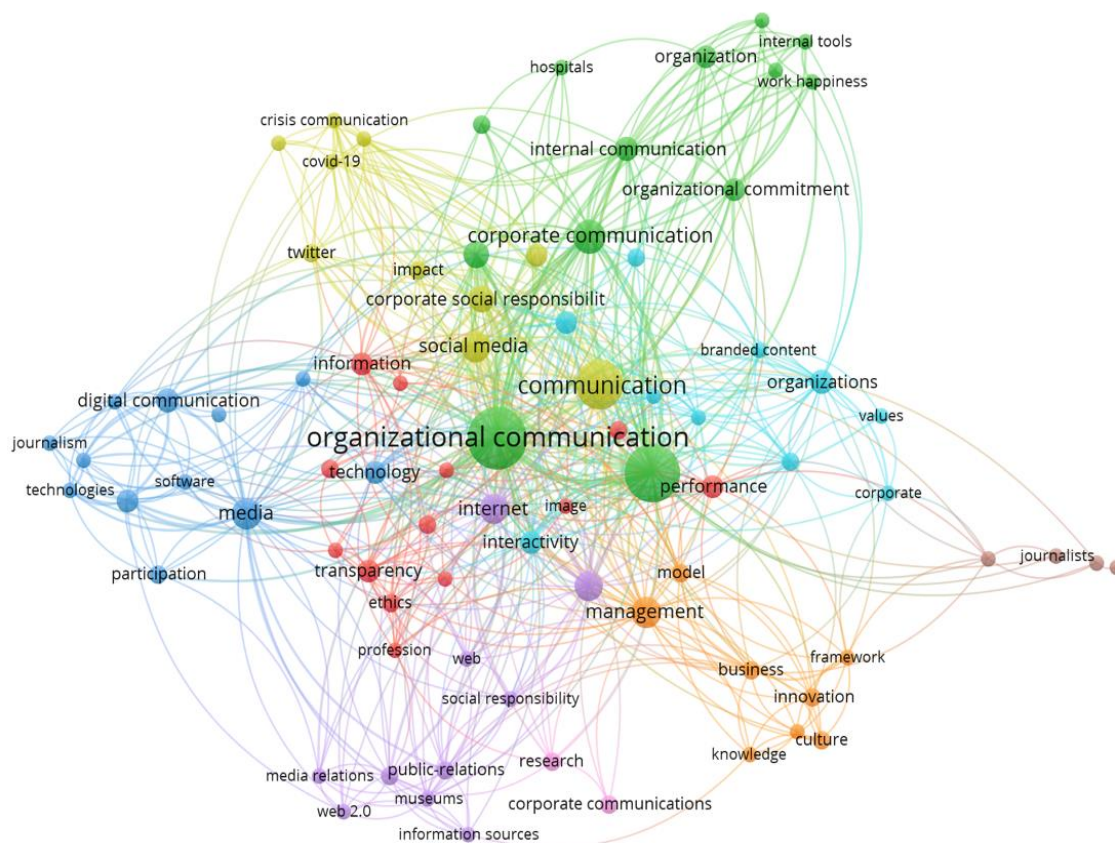 internal tools
organization
hospitals
work happiness
crisis communication
internal communication
covid-19
organizational commitment
corporate communication
twitter
impact
corporate social responsibilit
social media
branded content
information
communication
organizations
digital communication
values
organizational communication
journalism
technology
software
technologies
performance
corporate
internet
image
media
interactivity
journalists
participation
transparency
model
ethics
management
profession
web
framework
business
social responsibility
innovation
culture
knowledge
research
media relations
public-relations
museums
corporate communications
web 2.0
information sources